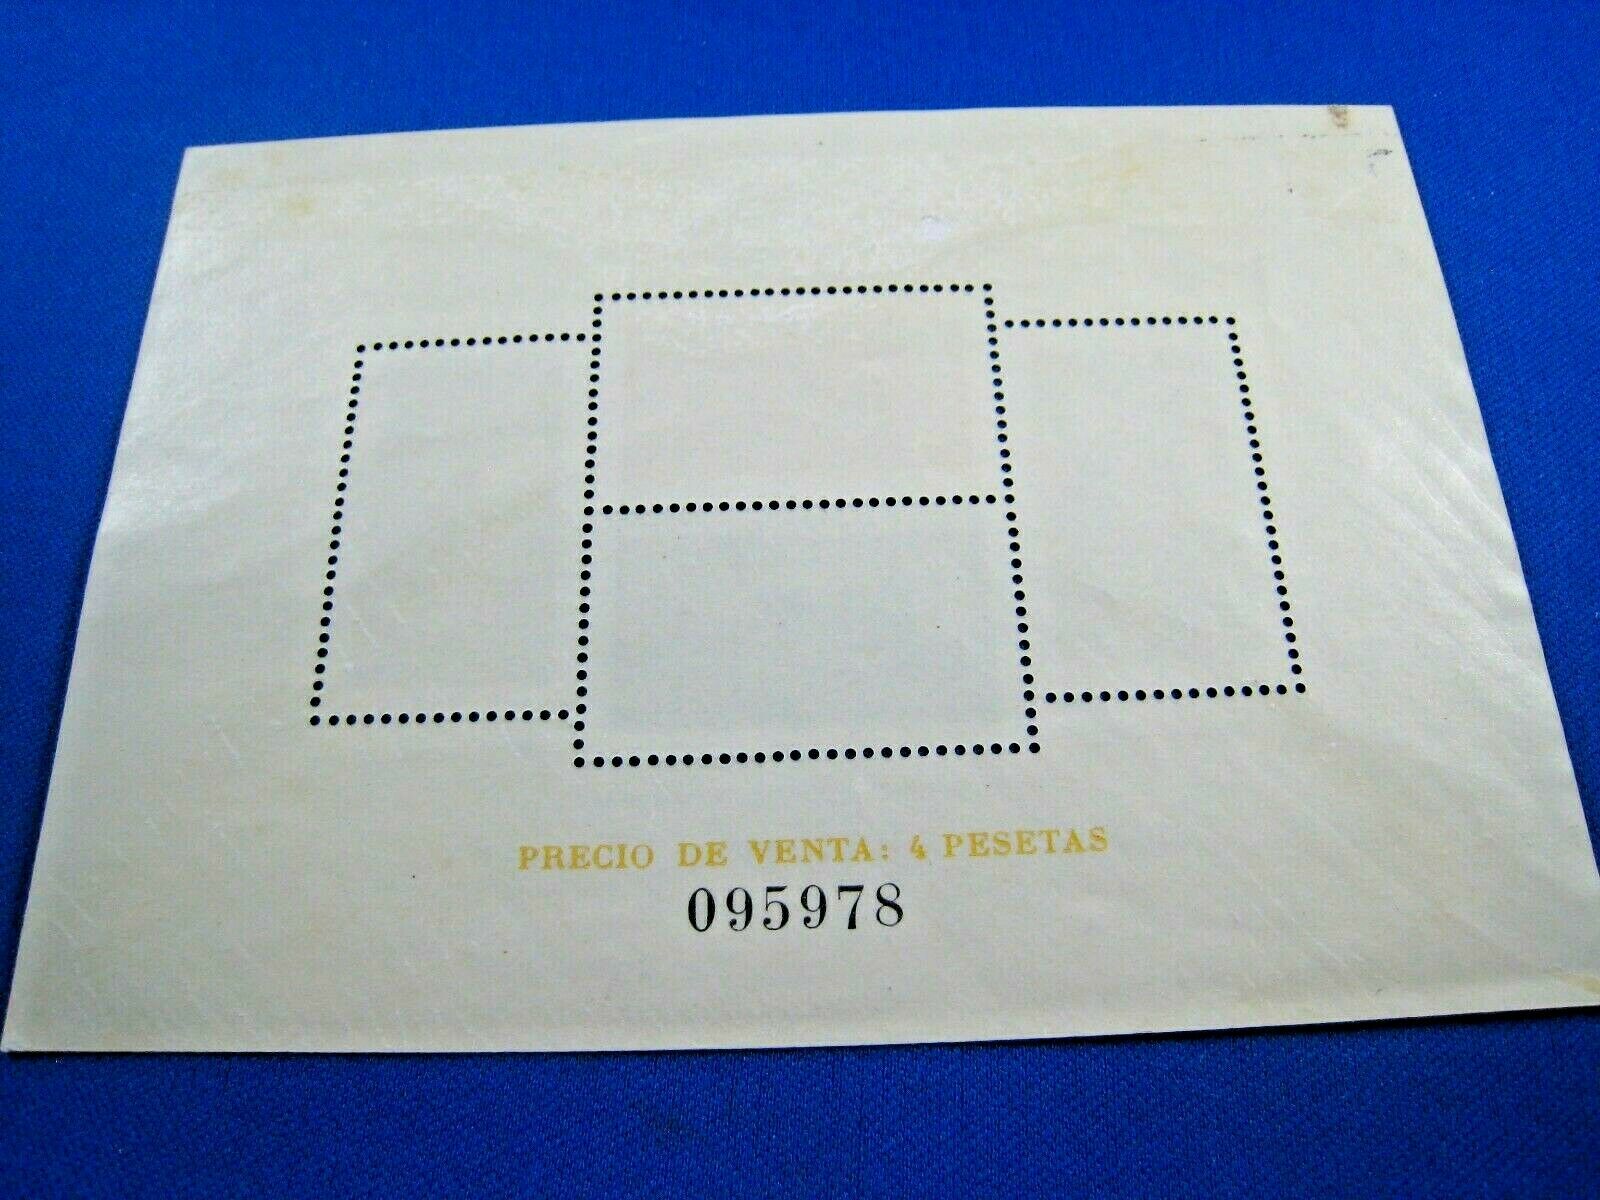 PRECIO DE VENTA: 4 PESETAS
095978